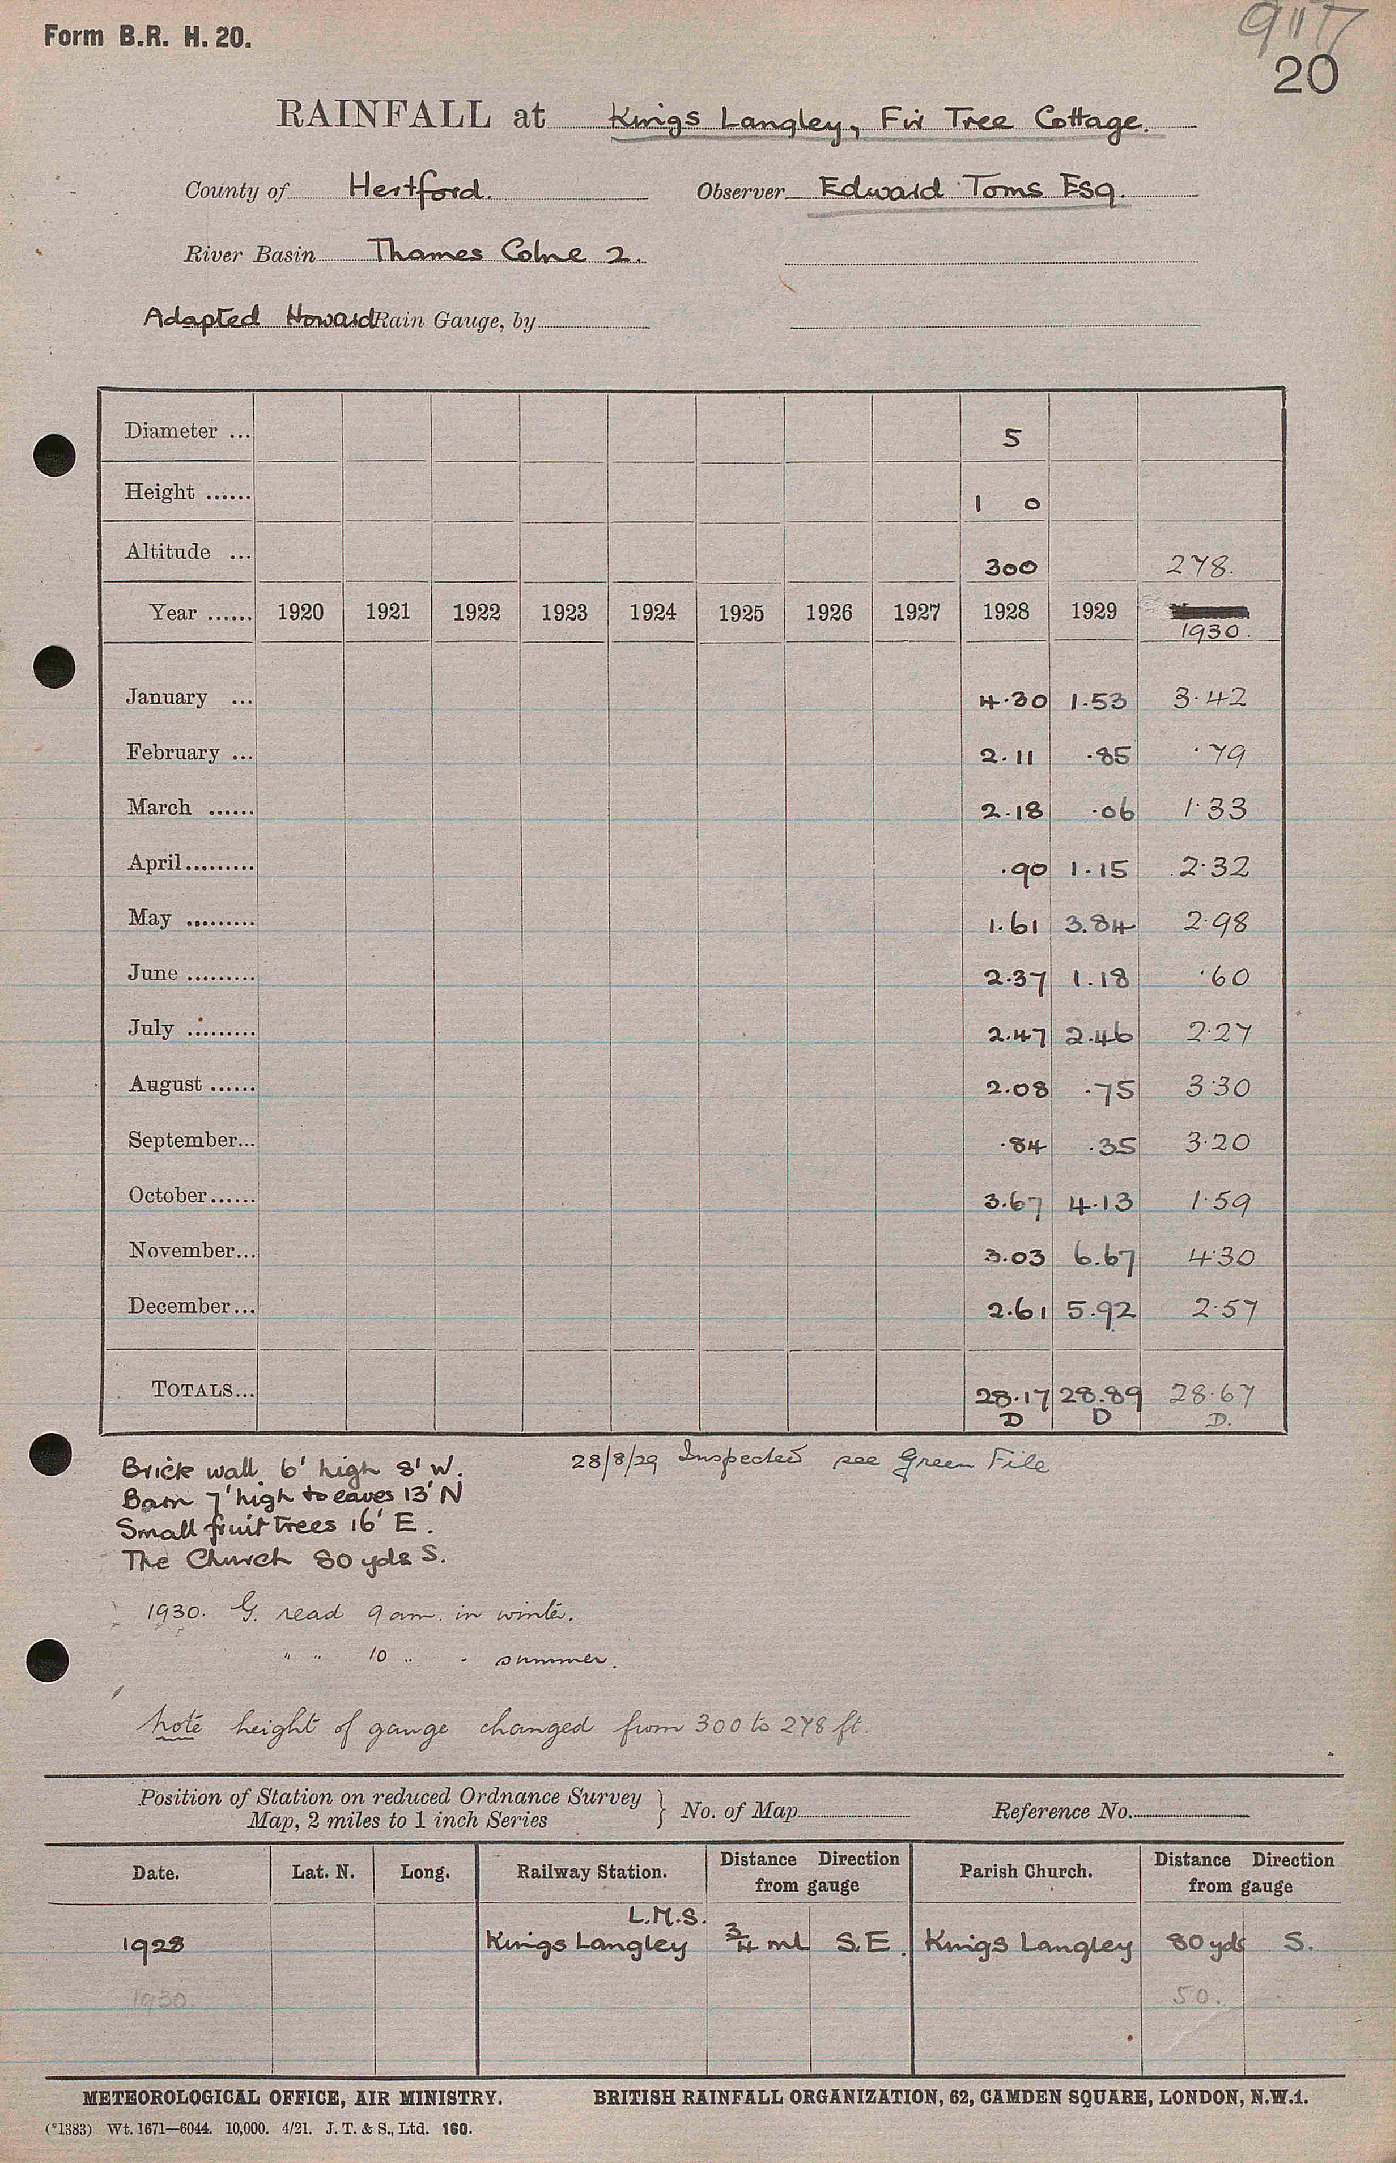 Form B.R. H. 20.
9117
20
RAINFALL at Kings Langley, Fir Tree Cottage.
County of Hertford. Observer Edward Toms Esq.
River Basin Thames Colne 2.
Adapted Howard Rain Gauge, by
Diameter ... 5
Height ...... 1 0
Altitude ... 300 278.
Year ...... 1920 1921 1922 1923 1924 1925 1926 1927 1928 1929 1930.
January ... 4.30 1.53 3.42
February ... 2.11 .85 .79
March ...... 2.18 .06 1.33
April ......... .90 1.15 2.32
May ......... 1.61 3.84 2.98
June ......... 2.37 1.18 .60
July ......... 2.47 2.46 2.27
August ...... 2.08 .75 3.30
September... .84 .35 3.20
October ...... 3.67 4.13 1.59
November... 3.03 6.67 4.30
December... 2.61 5.92 2.57
TOTALS... 28.17 28.89 28.67
D D D.
Brick wall 6' high 8' W. 28/8/29 Inspected see Green File
Barn 7' high to eaves 13' N
Small fruit trees 16' E.
The Church 80 yds S.
1930. G. read 9 am. in winter.
" " 10 " " summer.
Note height of gauge changed from 300 to 278 ft.
Position of Station on reduced Ordnance Survey
Map, 2 miles to 1 inch Series } No. of Map Reference No.
Date. Lat. N. Long. Railway Station. Distance Direction from gauge Parish Church. Distance Direction from gauge
L.M.S.
1928 Kings Langley 3/4 ml S.E. Kings Langley 80 yds S.
1930. 50.
METEOROLOGICAL OFFICE, AIR MINISTRY. BRITISH RAINFALL ORGANIZATION, 62, CAMDEN SQUARE, LONDON, N.W.1.
(*1383) Wt. 1671—6044. 10,000. 4/21. J. T. & S., Ltd. 160.